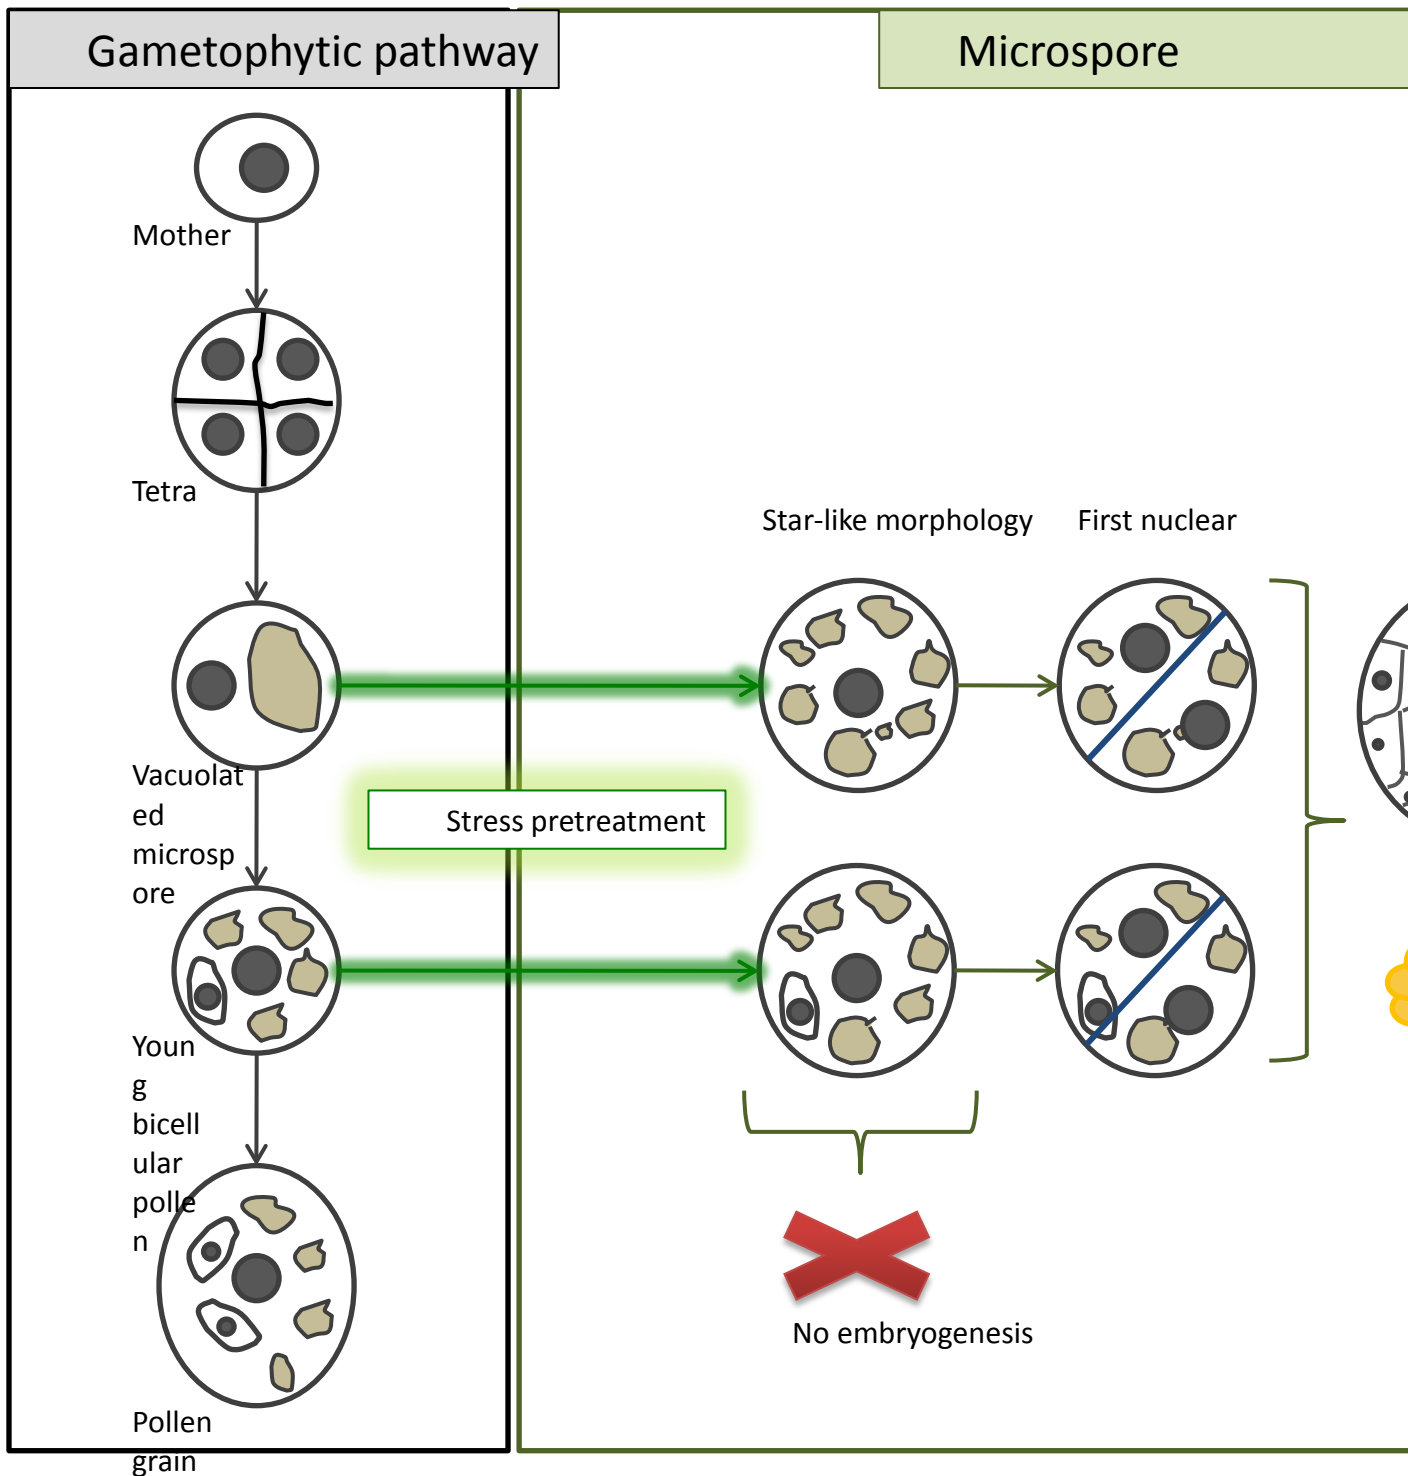 Gametophytic pathway
Microspore
Mother
Tetra
Star-like morphology
First nuclear
Vacuolat
ed
microsp
ore
Stress pretreatment
Youn
g
bicell
ular
polle
n
No embryogenesis
Pollen
grain